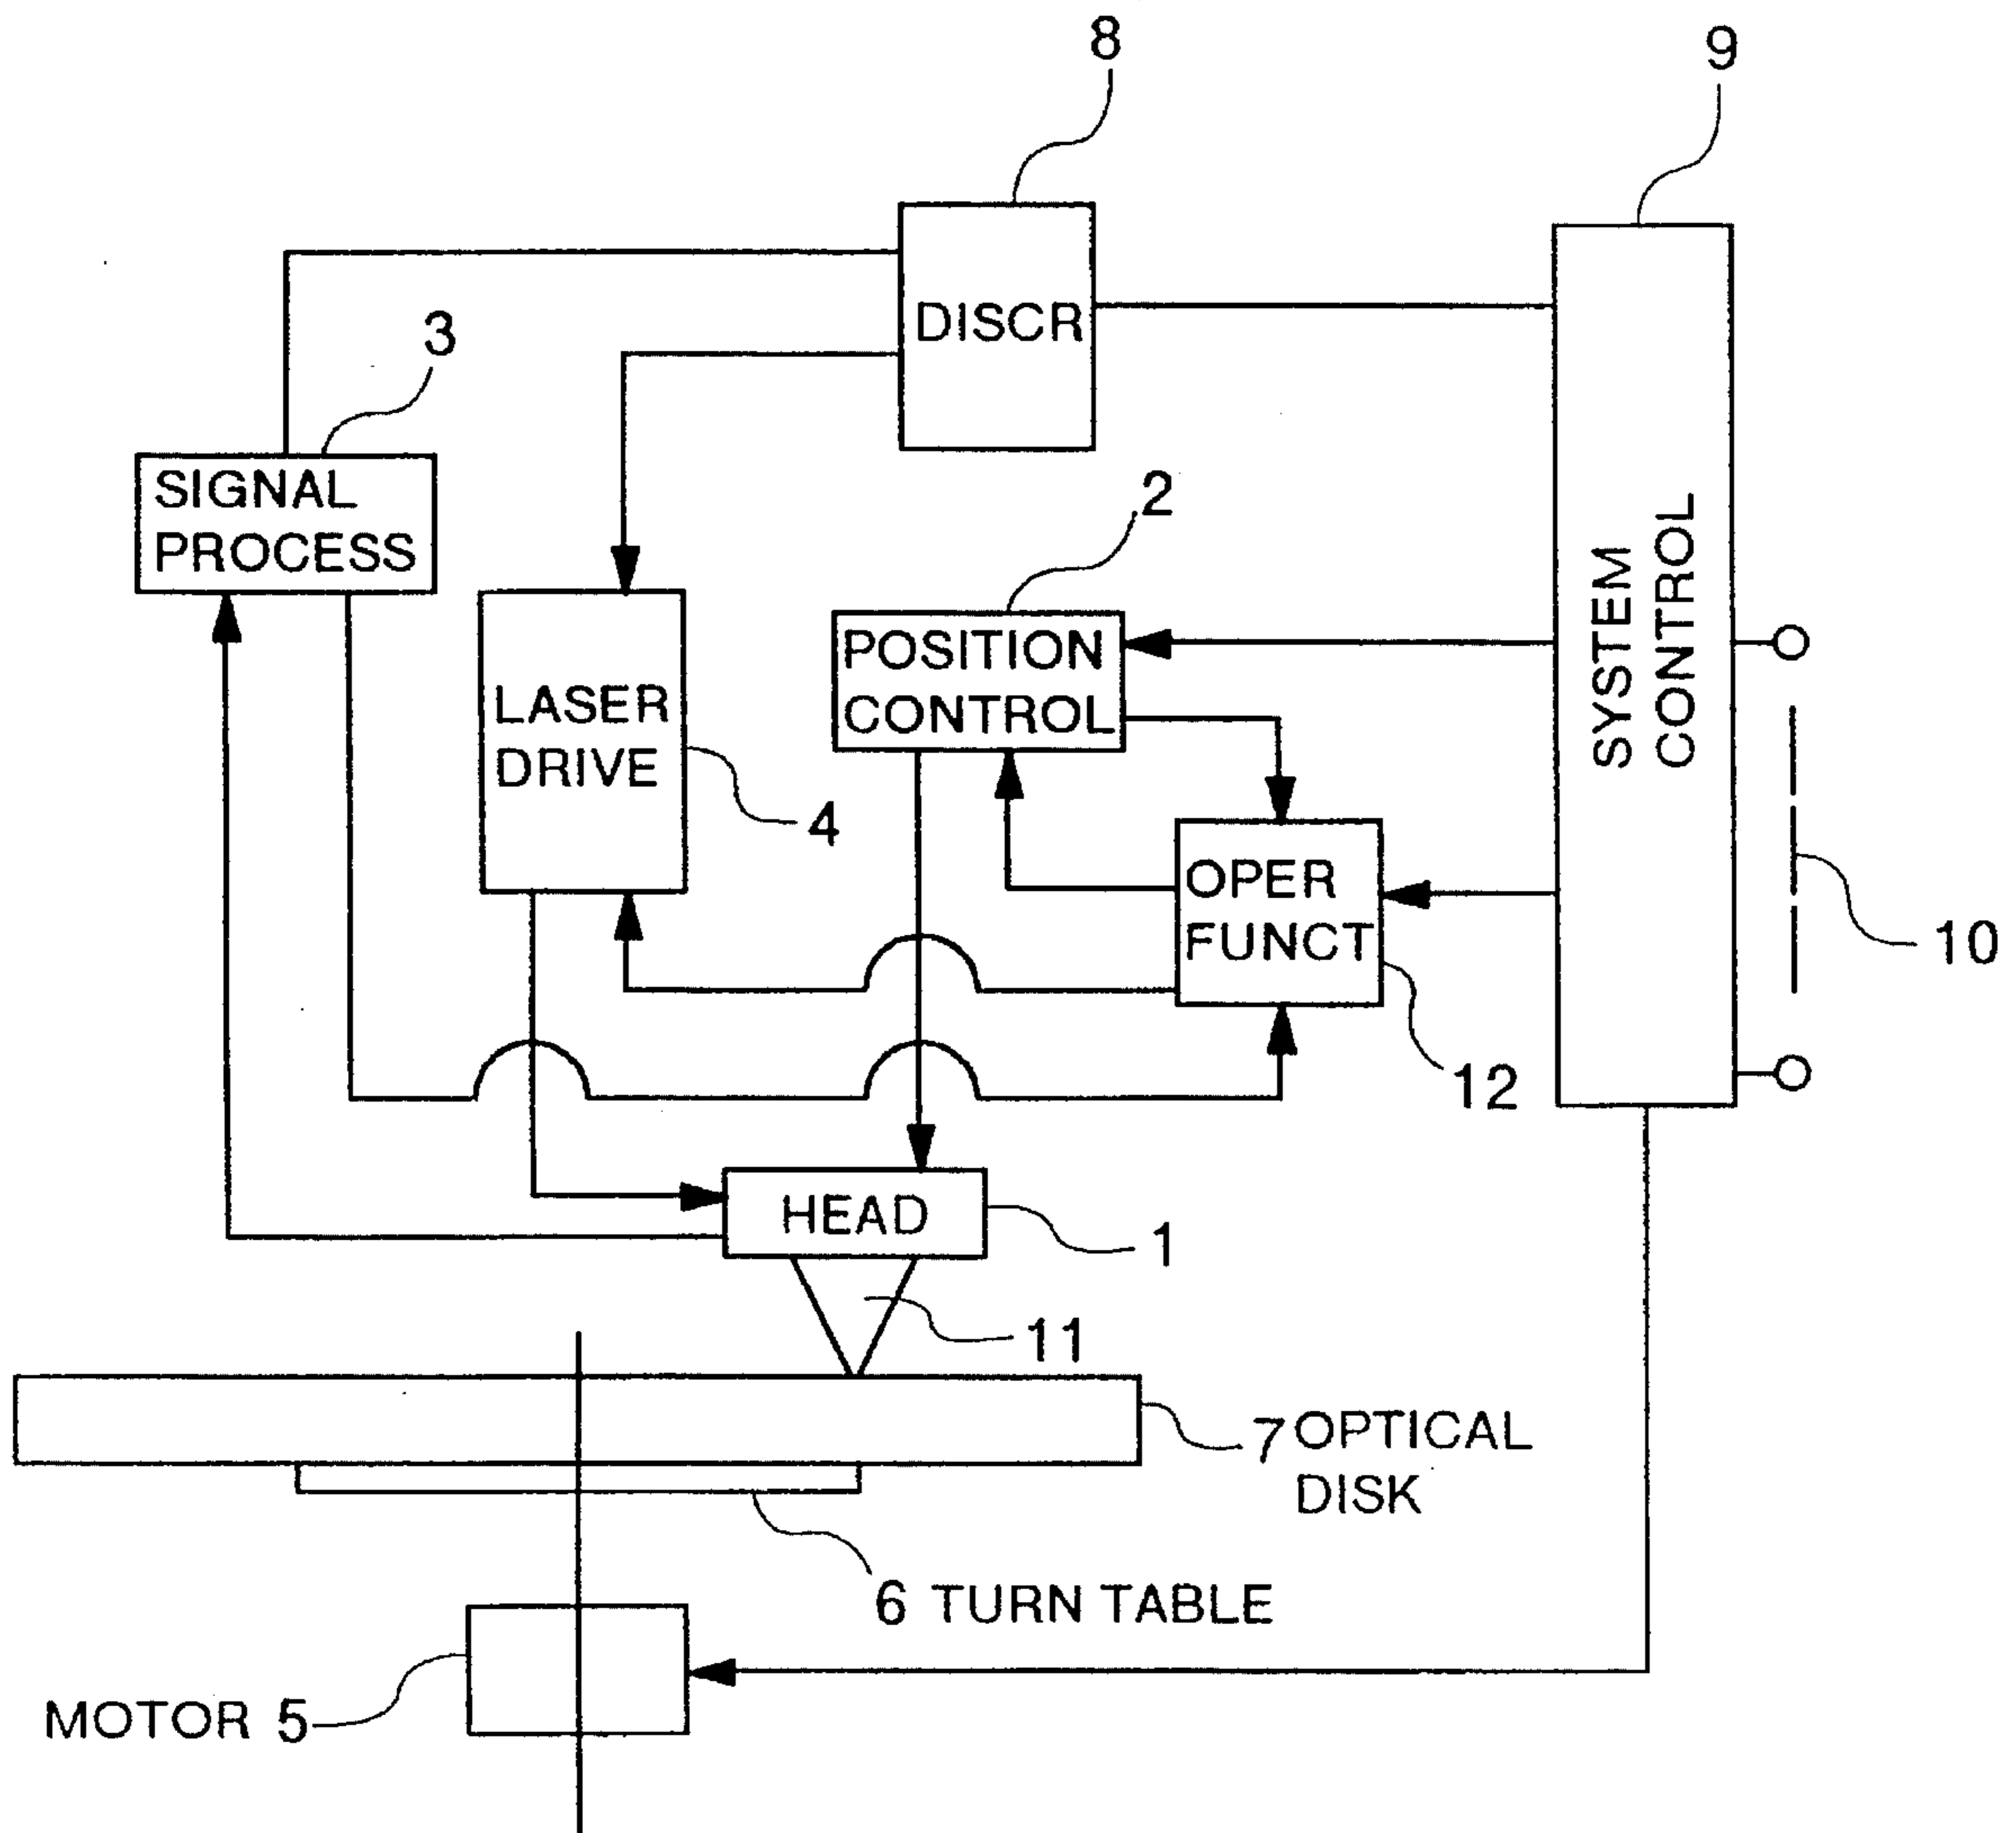 8
9
DISCR
3
SIGNAL
PROCESS
2
POSITION
CONTROL
SYSTEM
CONTROL
LASER
DRIVE
4
OPER
FUNCT
10
12
HEAD
1
11
7 OPTICAL
DISK
6 TURN TABLE
MOTOR 5